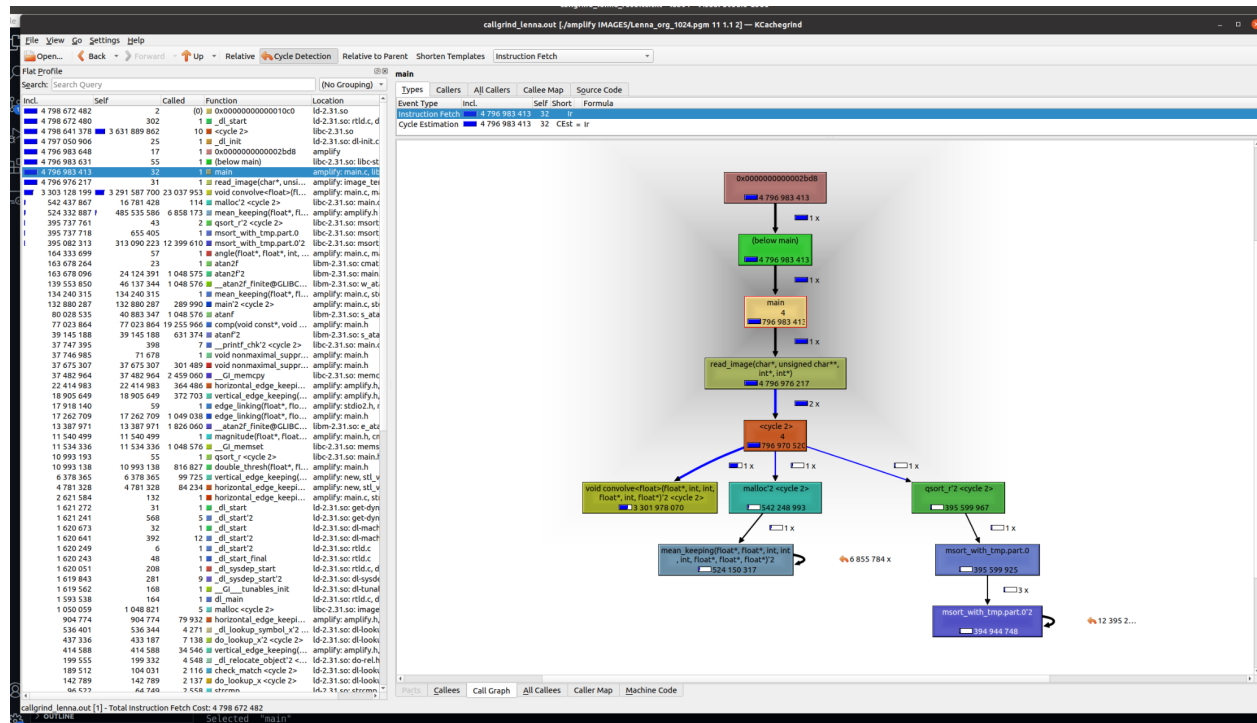 callgrind_lenna.out [./amplify IMAGES/Lenna_org_1024.pgm 11 1.1 2] — KCachegrind
File View Go Settings Help
Open... Back Forward Up Relative Cycle Detection Relative to Parent Shorten Templates Instruction Fetch
Flat Profile
Search: Search Query (No Grouping)
Incl. Self Called Function Location
4 798 672 482 2 (0) 0x00000000000010c0 ld-2.31.so
4 798 672 480 302 1 _dl_start ld-2.31.so: rtld.c, d
4 798 641 378 3 631 889 862 10 <cycle 2> libc-2.31.so
4 797 050 906 25 1 _dl_init ld-2.31.so: dl-init.c
4 796 983 648 17 1 0x0000000000002bd8 amplify
4 796 983 631 55 1 (below main) libc-2.31.so: libc-st
4 796 983 413 32 1 main amplify: main.c, lib
4 796 976 217 31 1 read_image(char*, unsi... amplify: image_te
3 303 128 199 3 291 587 700 23 037 953 void convolve<float>(fl... amplify: main.c, m
542 437 867 16 781 428 114 malloc'2 <cycle 2> libc-2.31.so: main.c
524 332 887 485 535 586 6 858 173 mean_keeping(float*, fl... amplify: amplify.h
395 737 761 43 2 qsort_r'2 <cycle 2> libc-2.31.so: msort
395 737 718 655 405 1 msort_with_tmp.part.0 libc-2.31.so: msort
395 082 313 313 090 223 12 399 610 msort_with_tmp.part.0'2 libc-2.31.so: msort
164 333 699 57 1 angle(float*, float*, int, ... amplify: main.c, m
163 678 264 23 1 atan2f libm-2.31.so: cmat
163 678 096 24 124 391 1 048 575 atan2f'2 libm-2.31.so: main
139 553 850 46 137 344 1 048 576 __atan2f_finite@GLIBC... libm-2.31.so: w_at
134 240 315 134 240 315 1 mean_keeping(float*, f... amplify: main.c, st
132 880 287 132 880 287 289 990 main'2 <cycle 2> amplify: main.c, st
80 028 535 40 883 347 1 048 576 atanf libm-2.31.so: s_ata
77 023 864 77 023 864 19 255 966 comp(void const*, void ... amplify: main.h
39 145 188 39 145 188 631 374 atanf'2 libm-2.31.so: s_ata
37 747 395 398 7 __printf_chk'2 <cycle 2> libc-2.31.so: main.c
37 746 985 71 678 1 void nonmaximal_suppr... amplify: main.h
37 675 307 37 675 307 301 489 void nonmaximal_suppr... amplify: main.h
37 482 964 37 482 964 2 459 060 __GI_memcpy libc-2.31.so: memc
22 414 983 22 414 983 364 486 horizontal_edge_keepi... amplify: amplify.h,
18 905 649 18 905 649 372 703 vertical_edge_keeping(... amplify: amplify.h,
17 918 140 59 1 edge_linking(float*, flo... amplify: stdio2.h, m
17 262 709 17 262 709 1 049 038 edge_linking(float*, flo... amplify: main.h
13 387 971 13 387 971 1 826 060 __atan2f_finite@GLIBC... libm-2.31.so: e_ata
11 540 499 11 540 499 1 magnitude(float*, float... amplify: main.h, cm
11 534 336 11 534 336 1 048 576 __GI_memset libc-2.31.so: mems
10 993 193 55 1 qsort_r <cycle 2> libc-2.31.so: main.h
10 993 138 10 993 138 816 827 double_thresh(float*, fl... amplify: main.h
6 378 365 6 378 365 99 725 vertical_edge_keeping(... amplify: new, stl_v
4 781 328 4 781 328 84 234 horizontal_edge_keepi... amplify: new, stl_v
2 621 584 132 1 horizontal_edge_keepi... amplify: main.c, st
1 621 272 31 1 _dl_start ld-2.31.so: get-dyn
1 621 241 568 5 _dl_start'2 ld-2.31.so: get-dyn
1 620 673 32 1 _dl_start ld-2.31.so: dl-mach
1 620 641 392 12 _dl_start'2 ld-2.31.so: dl-mach
1 620 249 6 1 _dl_start'2 ld-2.31.so: rtld.c
1 620 243 48 1 _dl_start_final ld-2.31.so: rtld.c
1 620 051 208 1 _dl_sysdep_start ld-2.31.so: rtld.c, d
1 619 843 281 9 _dl_sysdep_start'2 ld-2.31.so: dl-sysde
1 619 562 168 1 __GI___tunables_init ld-2.31.so: dl-tunal
1 593 538 164 1 dl_main ld-2.31.so: rtld.c, d
1 050 059 1 048 821 5 malloc <cycle 2> libc-2.31.so: image
904 774 904 774 79 932 horizontal_edge_keepi... amplify: amplify.h,
536 401 536 344 4 271 _dl_lookup_symbol_x'2 ... ld-2.31.so: dl-looku
437 336 433 187 7 138 do_lookup_x'2 <cycle 2> ld-2.31.so: dl-looku
414 588 414 588 34 546 vertical_edge_keeping(... amplify: amplify.h,
199 555 199 332 4 548 _dl_relocate_object'2 <... ld-2.31.so: do-rel.h
189 512 104 031 2 116 check_match <cycle 2> ld-2.31.so: dl-looku
142 789 142 789 2 137 do_lookup_x <cycle 2> ld-2.31.so: dl-looku
96 522 64 749 2 558 strcmp ld-2.31.so: strcmp
main
Types Callers All Callers Callee Map Source Code
Event Type Incl. Self Short Formula
Instruction Fetch 4 796 983 413 32 Ir
Cycle Estimation 4 796 983 413 32 CEst = Ir
0x0000000000002bd8
4 796 983 413
1 x
(below main)
4 796 983 413
1 x
main
4
796 983 413
1 x
read_image(char*, unsigned char**,
int*, int*)
4 796 976 217
2 x
<cycle 2>
4
796 970 520
1 x 1 x 1 x
void convolve<float>(float*, int, int,
float*, int, float*)'2 <cycle 2>
3 301 978 070
malloc'2 <cycle 2>
542 248 993
qsort_r'2 <cycle 2>
395 599 967
1 x 1 x
mean_keeping(float*, float*, int, int
, int, float*, float*, float*)'2
524 150 317
6 855 784 x
msort_with_tmp.part.0
395 599 925
3 x
msort_with_tmp.part.0'2
394 944 748
12 395 2...
Parts Callees Call Graph All Callees Caller Map Machine Code
callgrind_lenna.out [1] - Total Instruction Fetch Cost: 4 798 672 482
OUTLINE Selected "main"